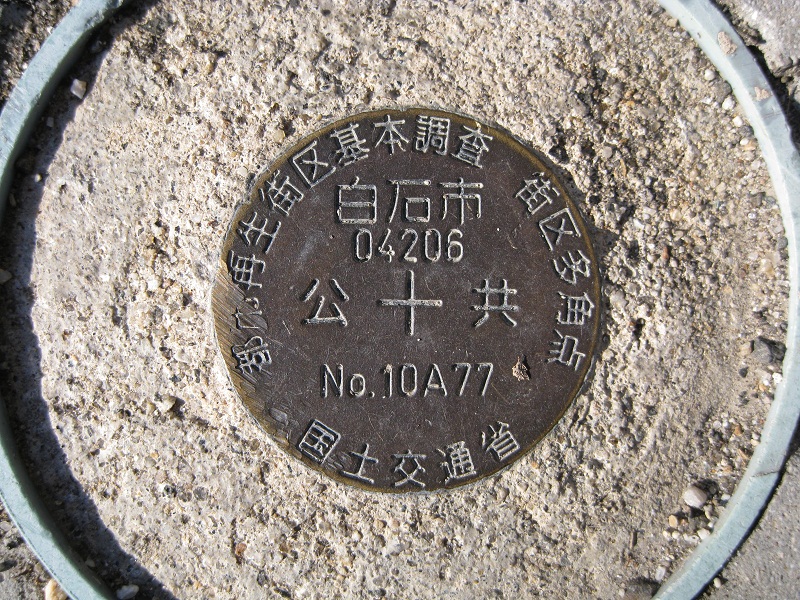 都市再生街区基本調査 街区多角点
白石市
04206
公 + 共
No.10A77
国土交通省